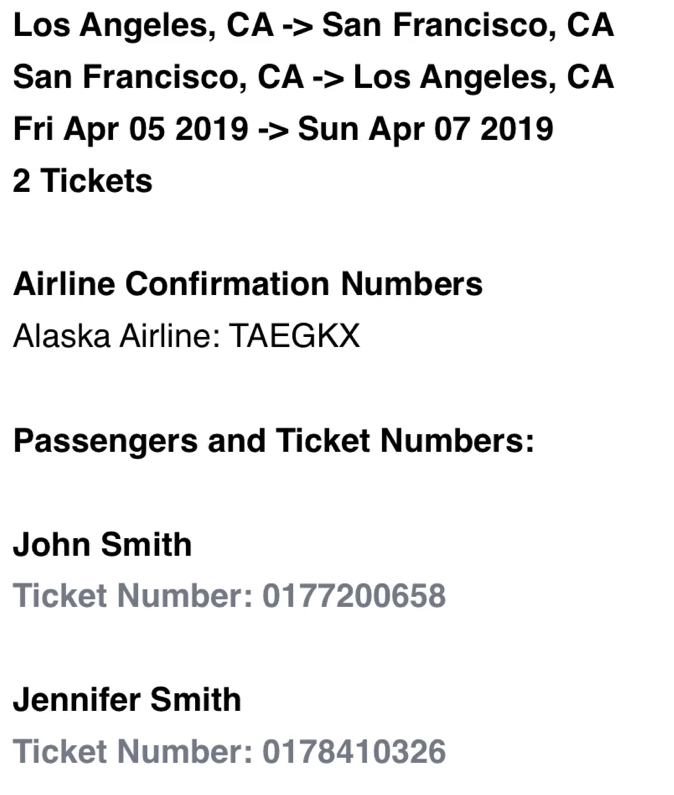 Los Angeles, CA -> San Francisco, CA
San Francisco, CA -> Los Angeles, CA
Fri Apr 05 2019 -> Sun Apr 07 2019
2 Tickets
Airline Confirmation Numbers
Alaska Airline: TAEGKX
Passengers and Ticket Numbers:
John Smith
Ticket Number: 0177200658
Jennifer Smith
Ticket Number: 0178410326